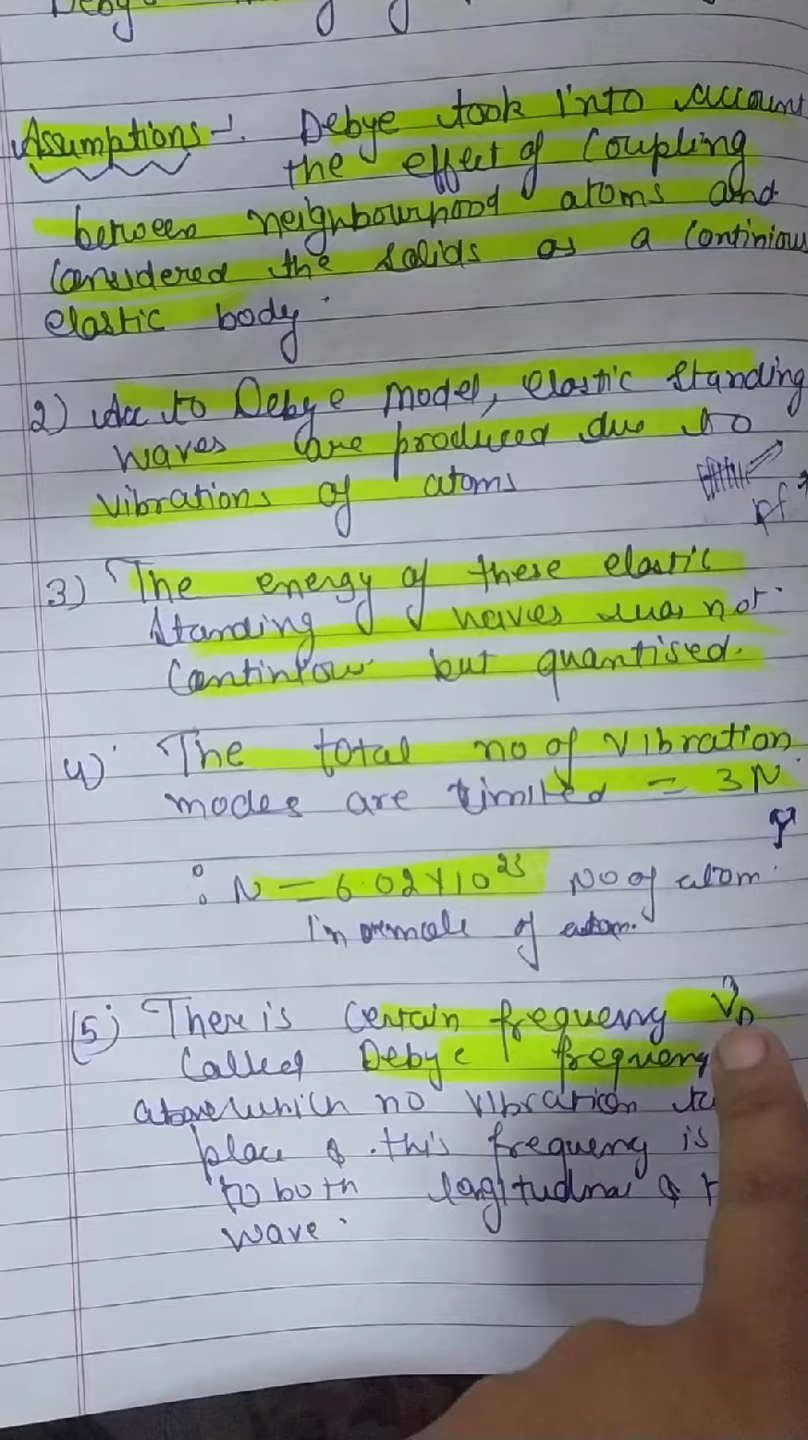 Assumptions -1. Debye took into account
the effect of Coupling
between neighbourhood atoms and
considered the solids as a continious
elastic body.
2) Acc to Debye model, elastic standing
waves are produced due to
vibrations of atoms
3) The energy of these elastic
standing waves was not
but quantised.
4) The total no of vibration
modes are limited = 3N
∴ N = 6.02×10²³ No of atom
in of atom.
(5) There is certain frequency ν_D
called Debye frequency
above which no vibration
place & this frequency is
to both &
wave.